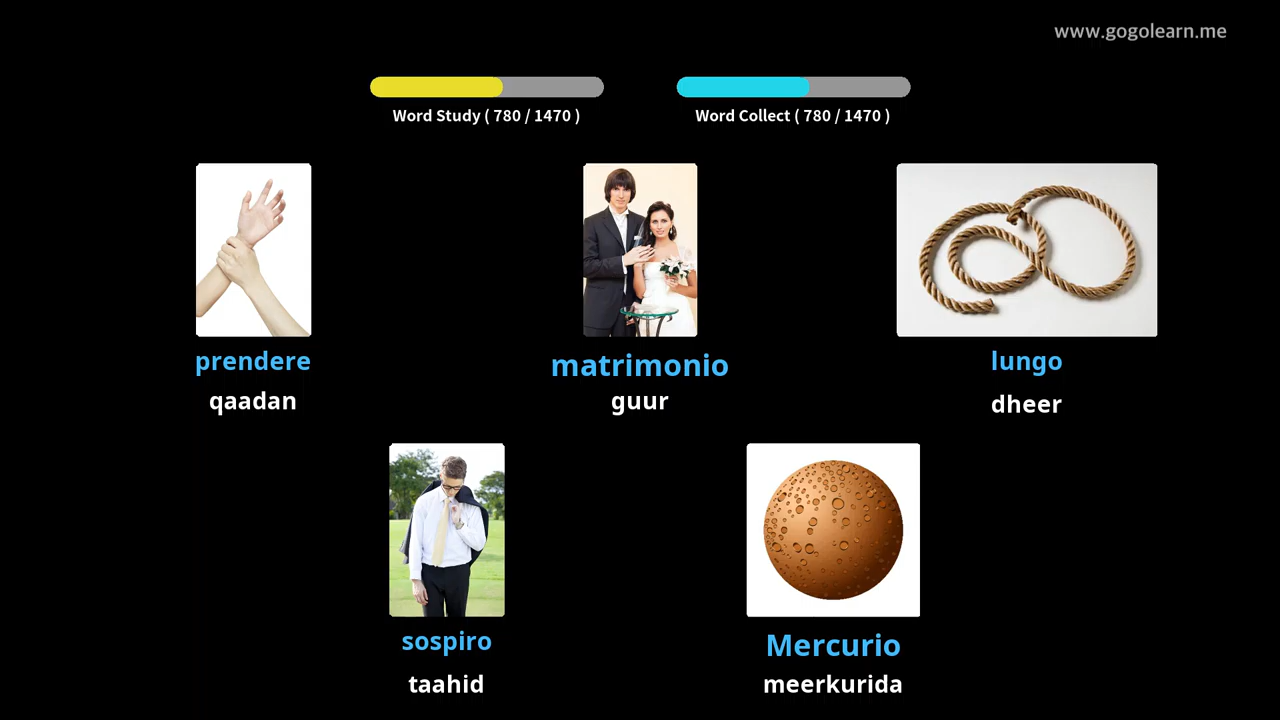 www.gogolearn.me
Word Study ( 780 / 1470 )
Word Collect ( 780 / 1470 )
prendere
qaadan
matrimonio
guur
lungo
dheer
sospiro
taahid
Mercurio
meerkurida